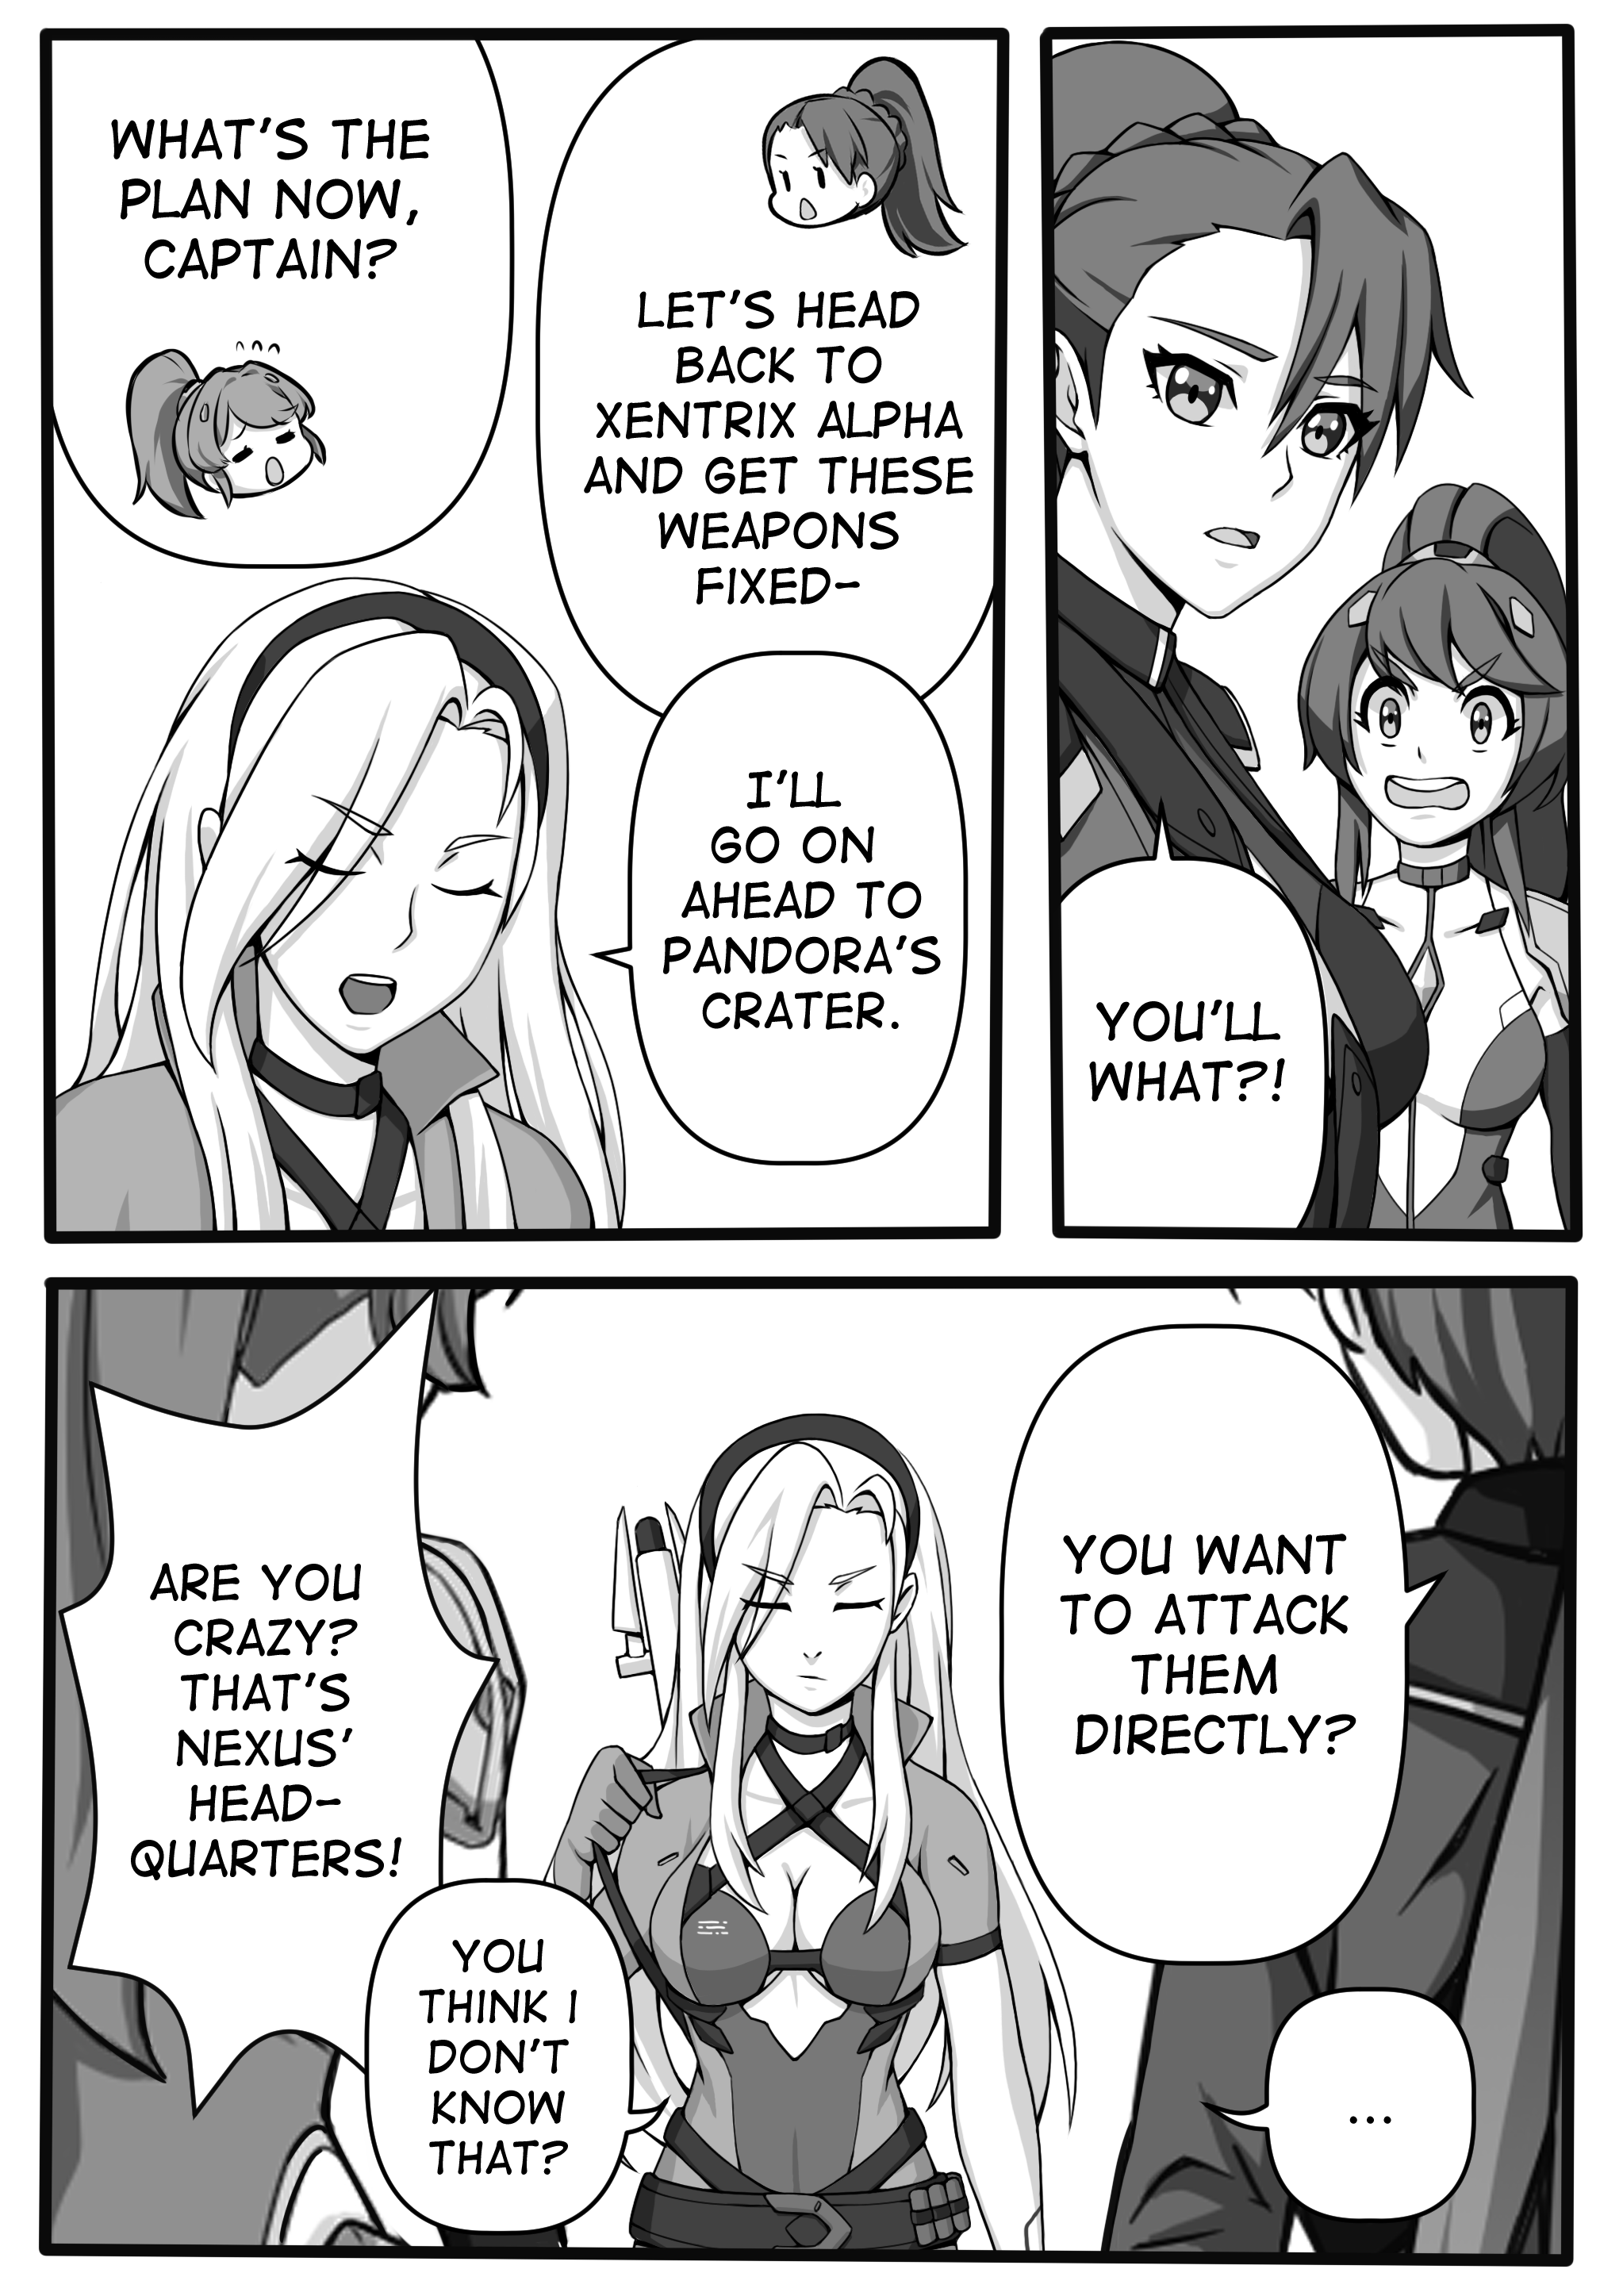 WHAT'S THE
PLAN NOW,
CAPTAIN?
LET'S HEAD
BACK TO
XENTRIX ALPHA
AND GET THESE
WEAPONS
FIXED-
I'LL
GO ON
AHEAD TO
PANDORA'S
CRATER.
YOU'LL
WHAT?!
ARE YOU
CRAZY?
THAT'S
NEXUS'
HEAD-
QUARTERS!
YOU
THINK I
DON'T
KNOW
THAT?
YOU WANT
TO ATTACK
THEM
DIRECTLY?
...